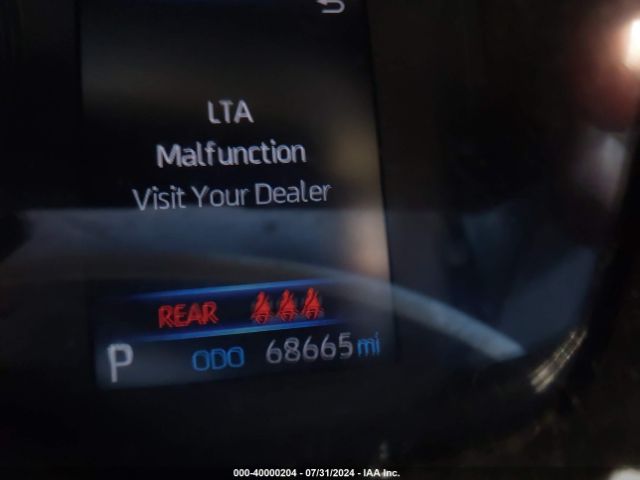 LTA
Malfunction
Visit Your Dealer
REAR
P ODO 68665 mi
000-40000204 - 07/31/2024 - IAA Inc.